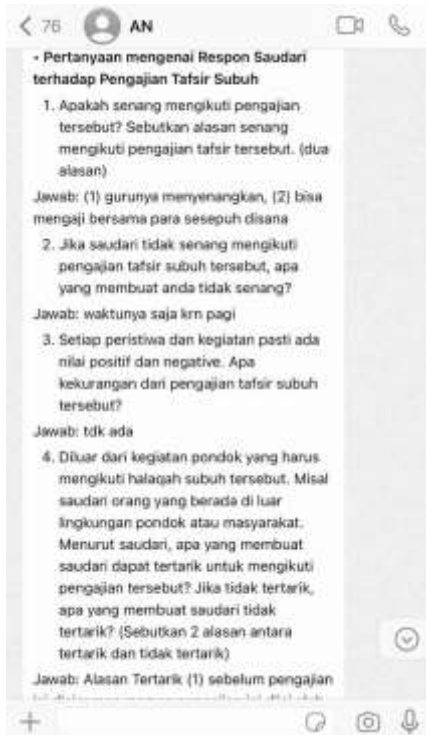 76 AN
- Pertanyaan mengenai Respon Saudari
terhadap Pengajian Tafsir Subuh
1. Apakah senang mengikuti pengajian
tersebut? Sebutkan alasan senang
mengikuti pengajian tafsir tersebut. (dua
alasan)
Jawab: (1) gurunya menyenangkan, (2) bisa
mengaji bersama para sesepuh disana
2. Jika saudari tidak senang mengikuti
pengajian tafsir subuh tersebut, apa
yang membuat anda tidak senang?
Jawab: waktunya saja krn pagi
3. Setiap peristiwa dan kegiatan pasti ada
nilai positif dan negative. Apa
kekurangan dari pengajian tafsir subuh
tersebut?
Jawab: tdk ada
4. Diluar dari kegiatan pondok yang harus
mengikuti halaqah subuh tersebut. Misal
saudari orang yang berada di luar
lingkungan pondok atau masyarakat.
Menurut saudari, apa yang membuat
saudari dapat tertarik untuk mengikuti
pengajian tersebut? Jika tidak tertarik,
apa yang membuat saudari tidak
tertarik? (Sebutkan 2 alasan antara
tertarik dan tidak tertarik)
Jawab: Alasan Tertarik (1) sebelum pengajian